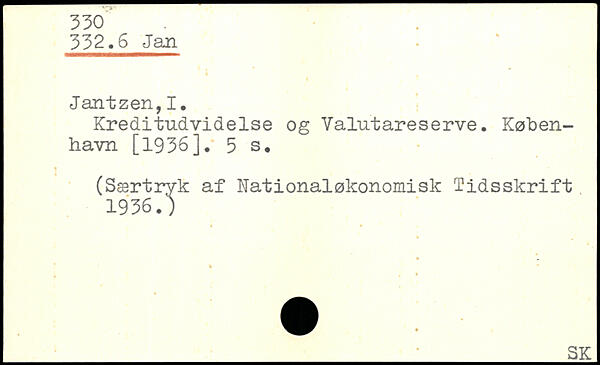 330
332.6 Jan
Jantzen,I.
Kreditudvidelse og Valutareserve. Køben-
havn [1936]. 5 s.
(Særtryk af Nationaløkonomisk Tidsskrift
1936.)
SK